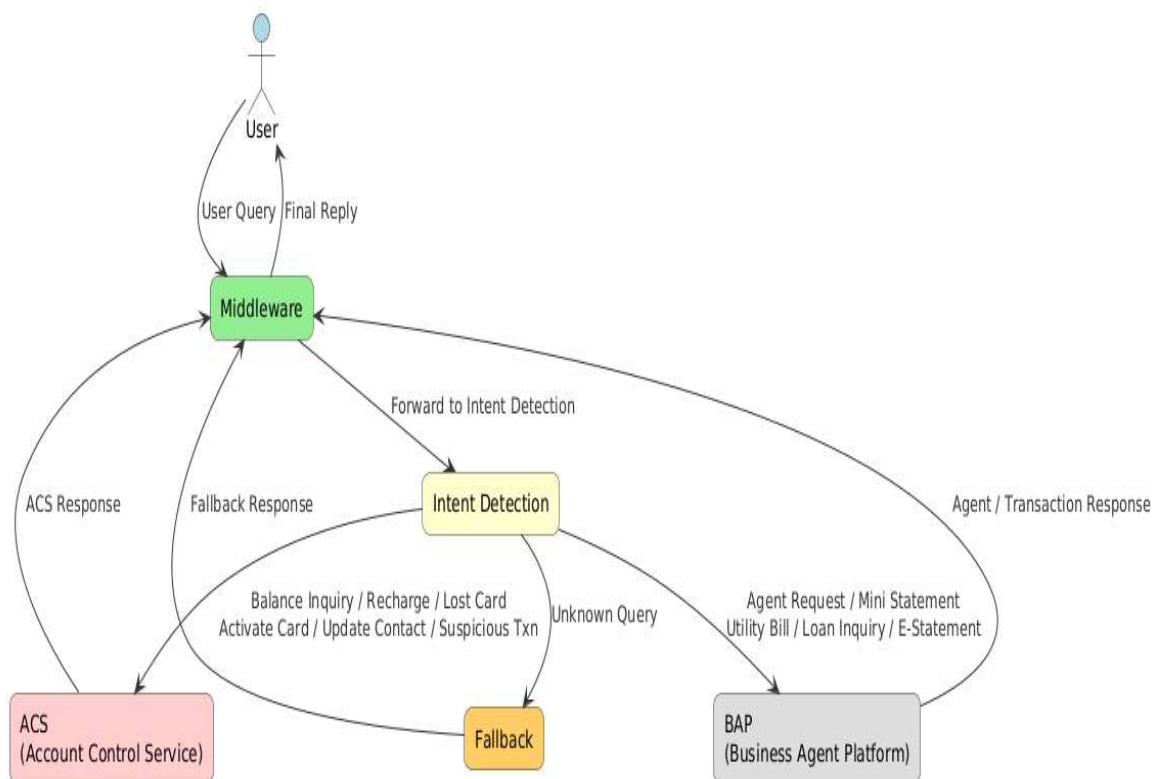 User
User Query
Final Reply
Middleware
Forward to Intent Detection
ACS Response
Fallback Response
Intent Detection
Agent / Transaction Response
Balance Inquiry / Recharge / Lost Card
Activate Card / Update Contact / Suspicious Txn
Unknown Query
Agent Request / Mini Statement
Utility Bill / Loan Inquiry / E-Statement
ACS
(Account Control Service)
Fallback
BAP
(Business Agent Platform)